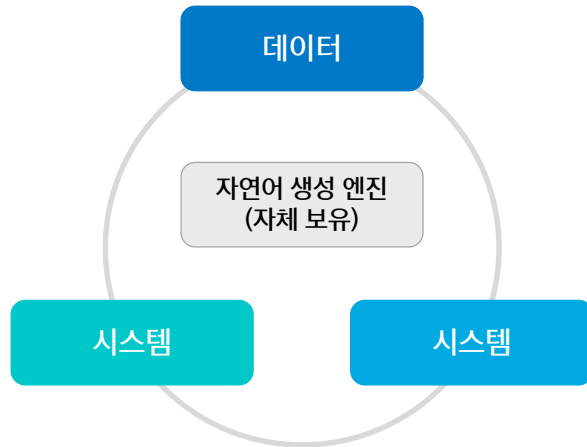 데이터
자연어 생성 엔진
(자체 보유)
시스템
시스템